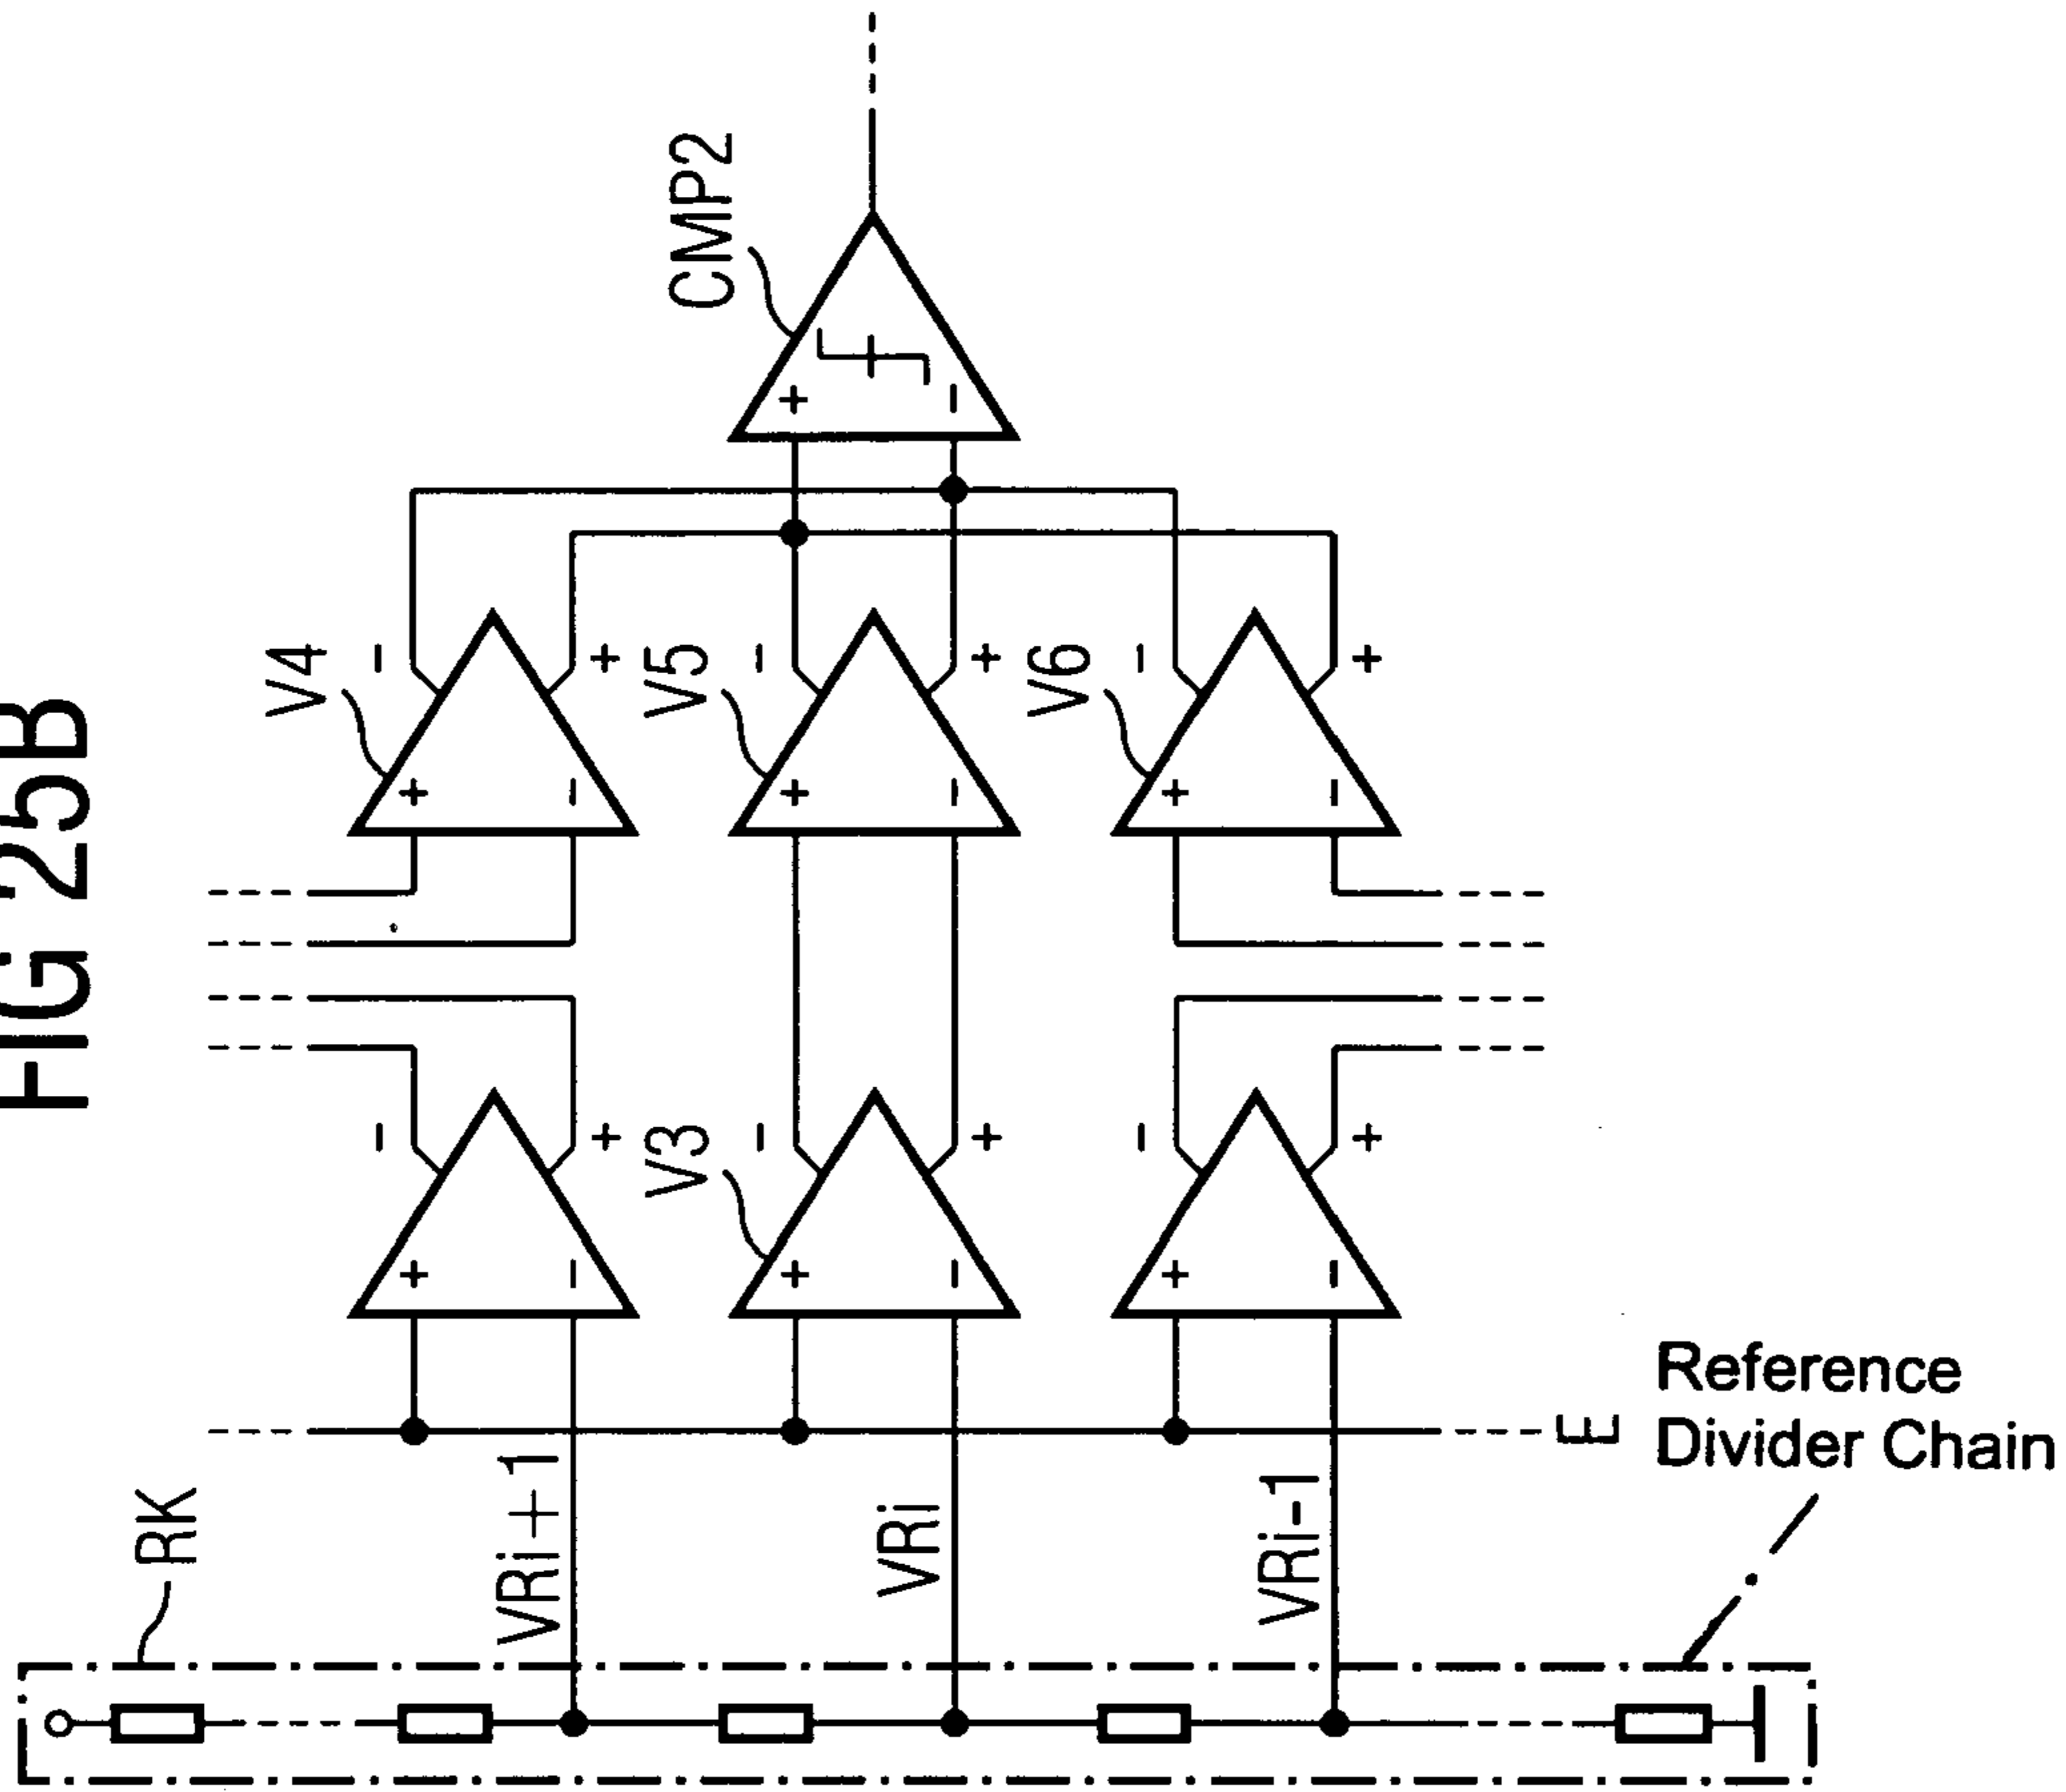 FIG 25B
CMP2
V4
V5
V6
- + - + - +
+ - + - + - + -
V3
- + - + - +
+ - + - + -
Reference
Divider Chain
E
RK
VRi+1
VRi
VRi-1